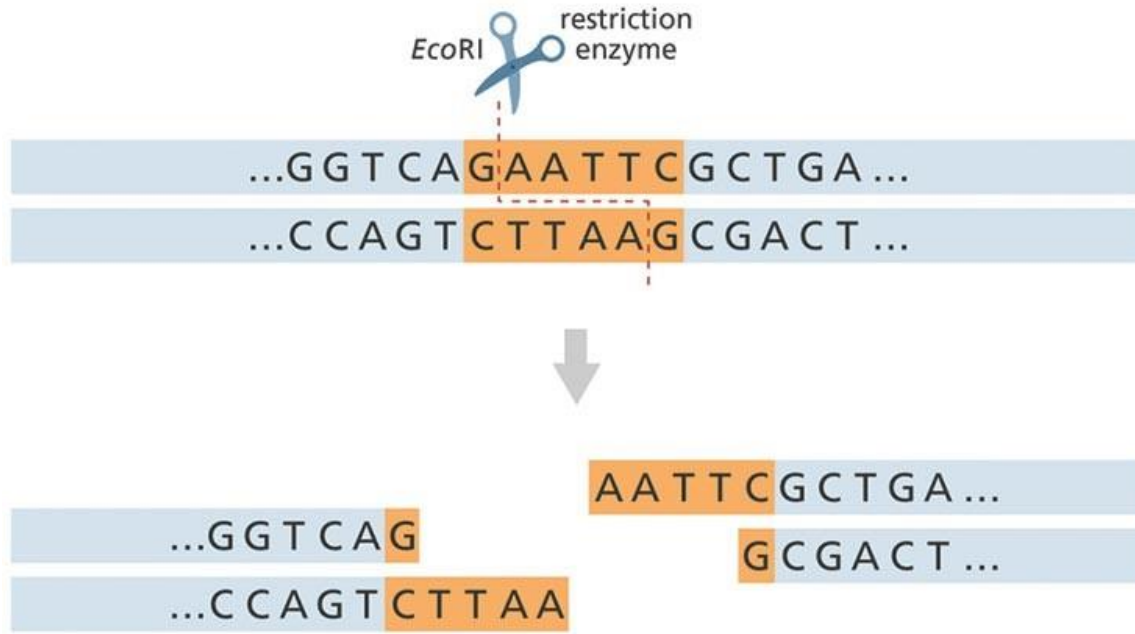 EcoRI
restriction
enzyme
...GGTCAGAATTCGCTGA...
...CCAGTCTTAAGCGACT...
AATTCGCTGA...
...GGTCAG
GCGACT...
...CCAGTCTTAA